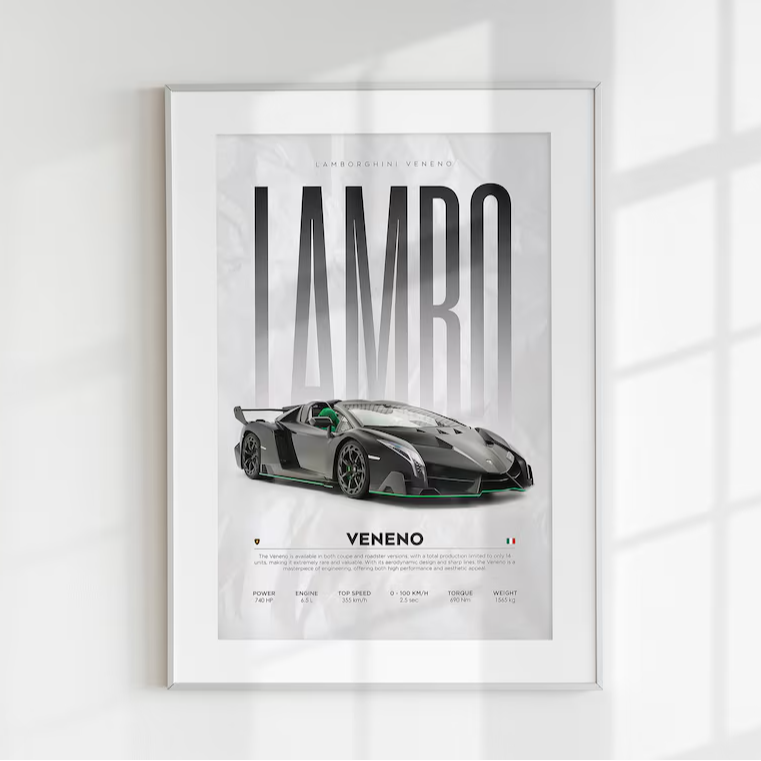 LAMBORGHINI VENENO
LAMBO
VENENO
The Veneno is available in both coupe and roadster versions, with a total production limited to only 14
units, making it extremely rare and valuable. With its aerodynamic design and sharp lines, the Veneno is a
masterpiece of engineering, offering both high performance and aesthetic appeal.
POWER ENGINE TOP SPEED 0 - 100 KM/H TORQUE WEIGHT
740 HP 6.5 L 355 km/h 2.5 sec 690 Nm 1565 kg